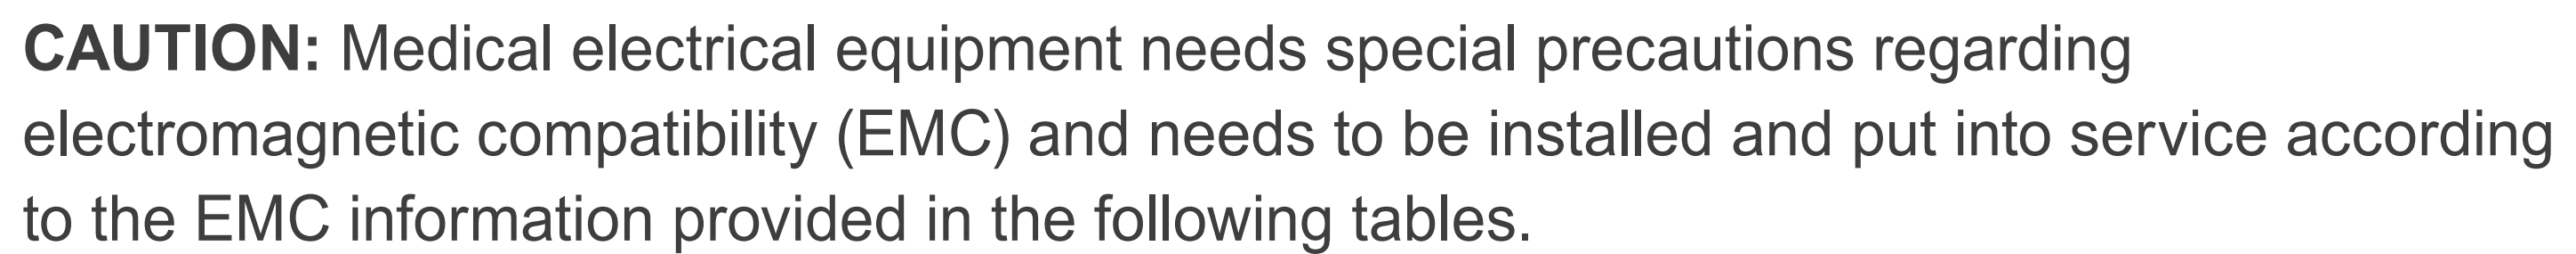 CAUTION: Medical electrical equipment needs special precautions regarding
electromagnetic compatibility (EMC) and needs to be installed and put into service according
to the EMC information provided in the following tables.